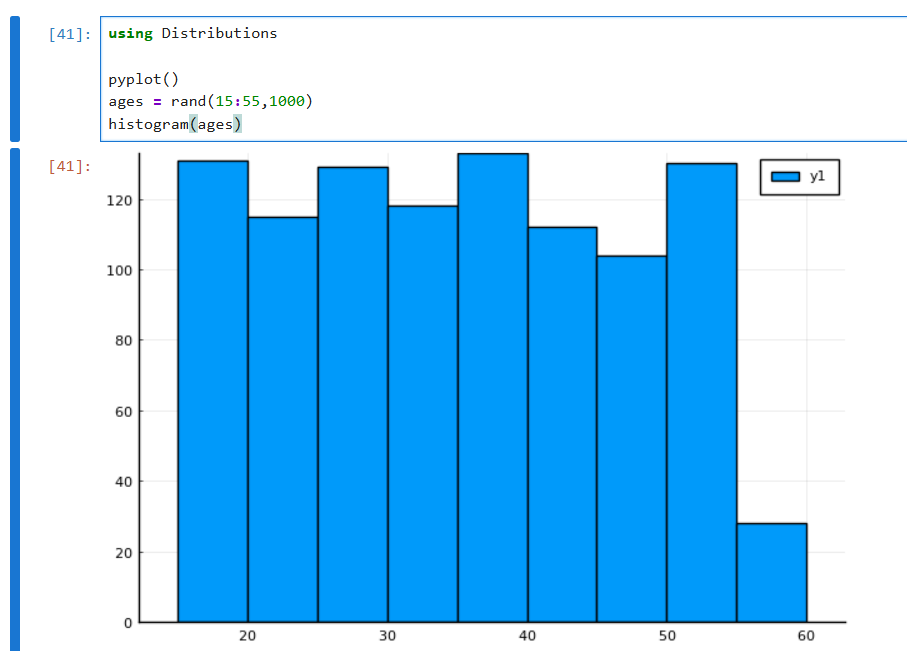 [41]: using Distributions
pyplot()
ages = rand(15:55,1000)
histogram(ages)
[41]:
y1
120
100
80
60
40
20
0
20 30 40 50 60